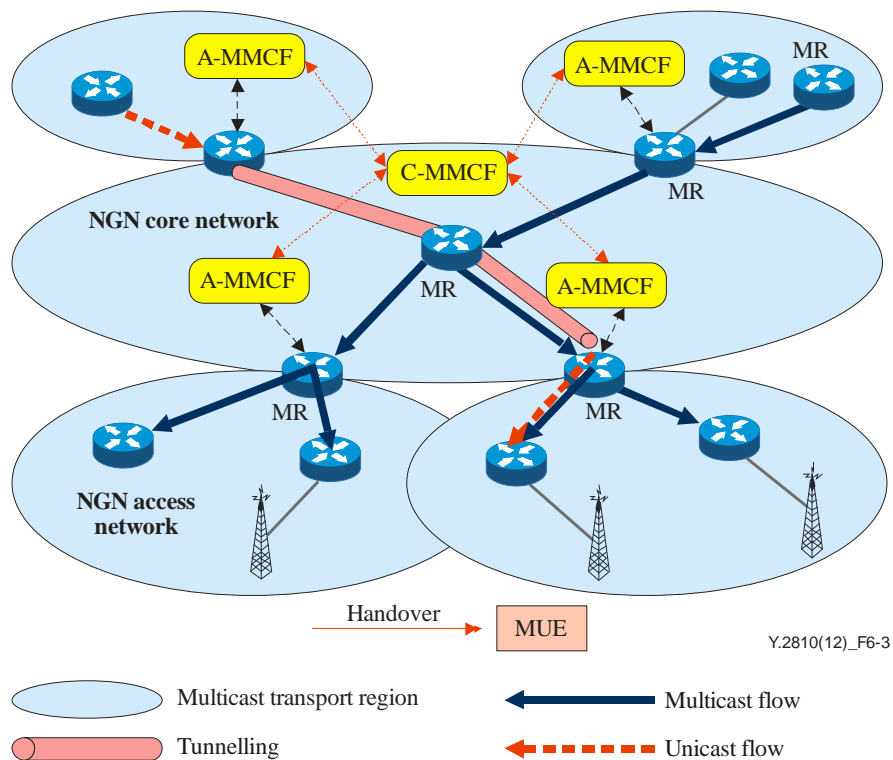 A-MMCF
A-MMCF
MR
C-MMCF
MR
NGN core network
A-MMCF
MR
A-MMCF
MR
MR
NGN access
network
Handover
MUE
Y.2810(12)_F6-3
Multicast transport region
Multicast flow
Tunnelling
Unicast flow